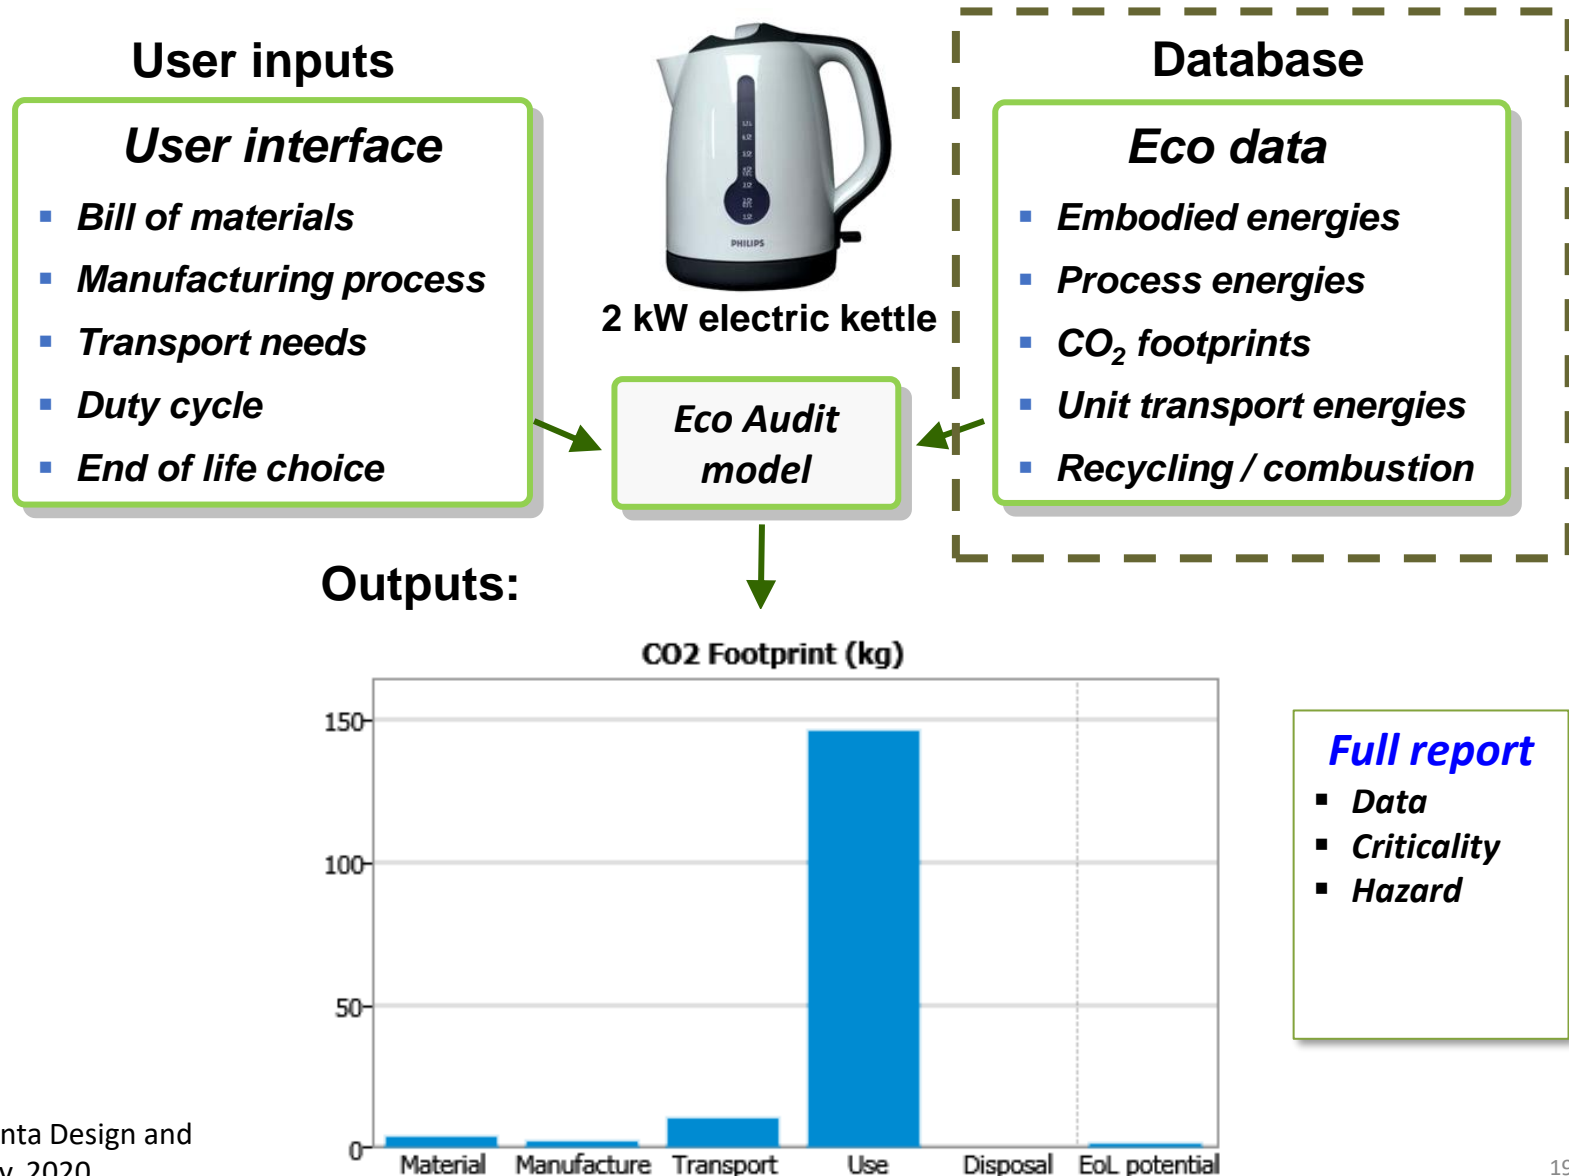 User inputs
User interface
Bill of materials
Manufacturing process
Transport needs
Duty cycle
End of life choice
PHILIPS
2 kW electric kettle
Database
Eco data
Embodied energies
Process energies
CO₂ footprints
Unit transport energies
Recycling / combustion
Eco Audit
model
Outputs:
CO2 Footprint (kg)
150
100
50
0
Material Manufacture Transport Use Disposal EoL potential
Full report
Data
Criticality
Hazard
nta Design and
y, 2020
19